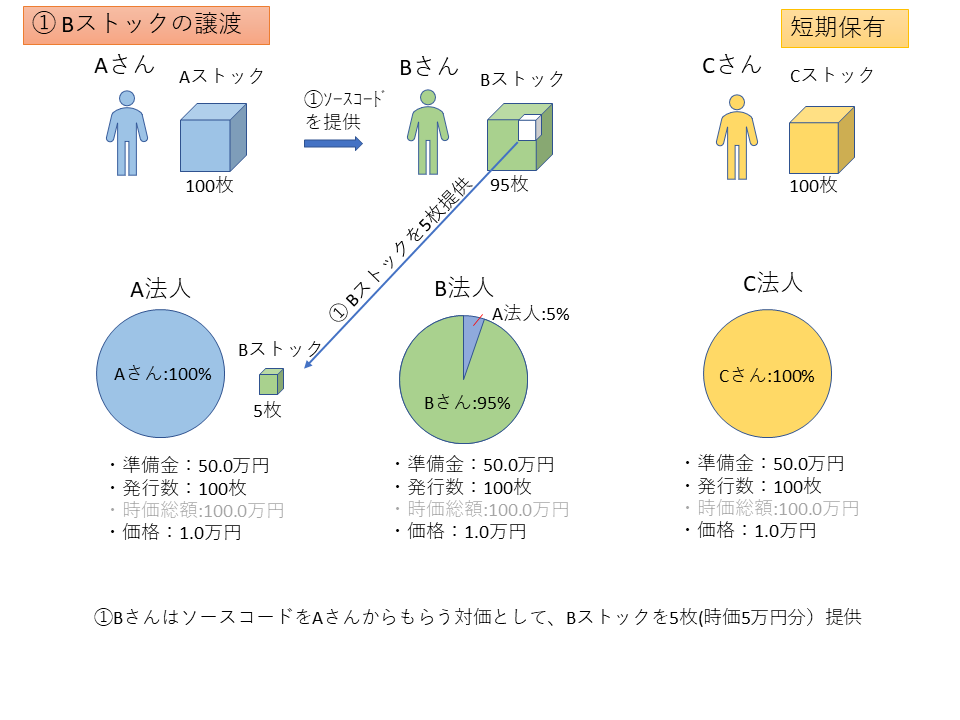 ① Bストックの譲渡
短期保有
Aさん
Aストック
100枚
①ｿｰｽｺｰﾄﾞ
を提供
Bさん
Bストック
95枚
Cさん
Cストック
100枚
① Bストックを5枚提供
A法人
Aさん:100%
Bストック
5枚
B法人
A法人:5%
Bさん:95%
C法人
Cさん:100%
・準備金：50.0万円
・発行数：100枚
・時価総額:100.0万円
・価格：1.0万円
・準備金：50.0万円
・発行数：100枚
・時価総額:100.0万円
・価格：1.0万円
・準備金：50.0万円
・発行数：100枚
・時価総額:100.0万円
・価格：1.0万円
①BさんはソースコードをAさんからもらう対価として、Bストックを5枚(時価5万円分）提供